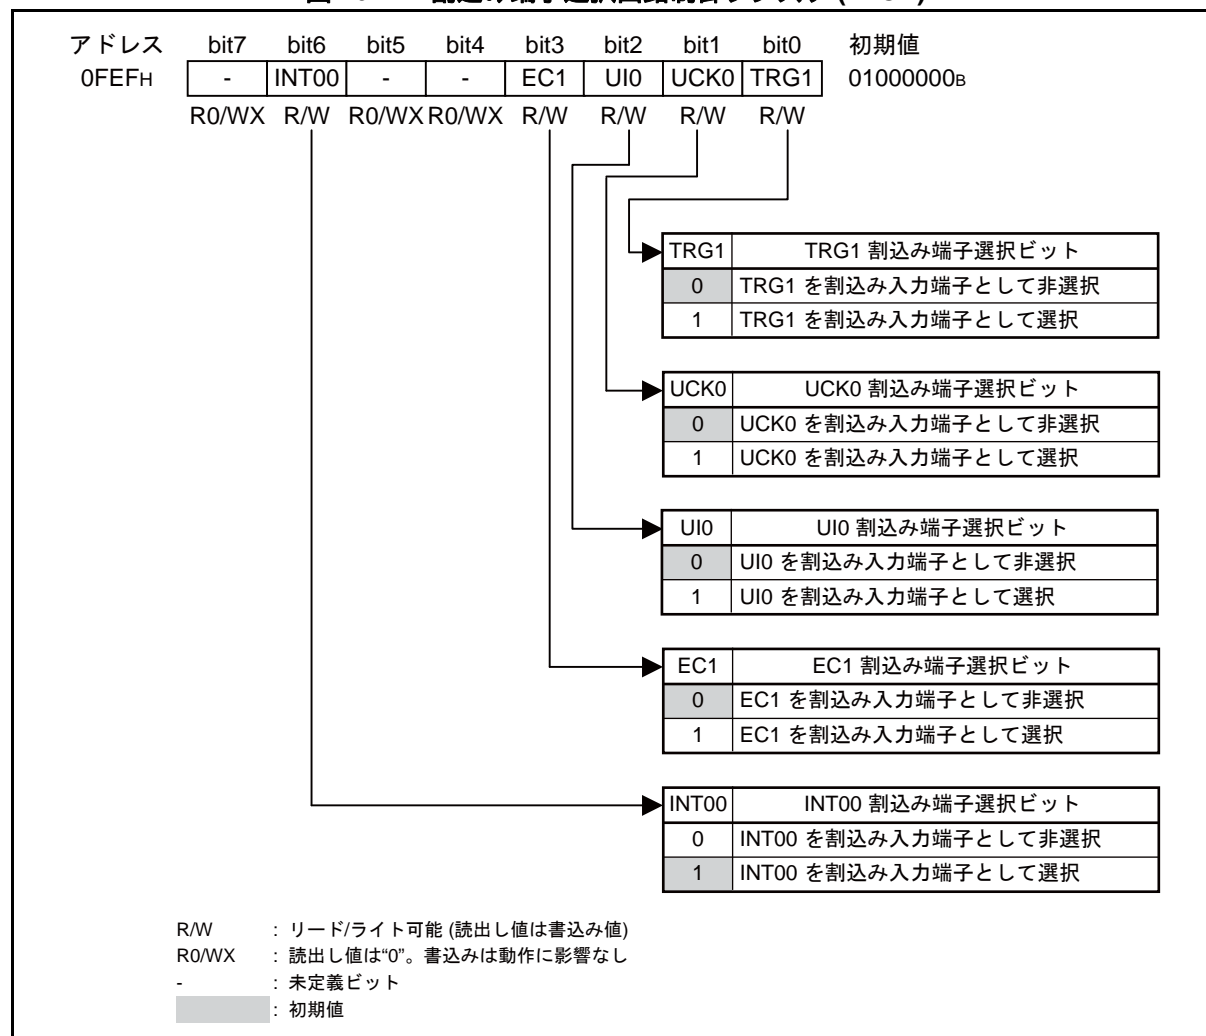 アドレス bit7 bit6 bit5 bit4 bit3 bit2 bit1 bit0 初期値
0FEFH - INT00 - - EC1 UI0 UCK0 TRG1 01000000B
R0/WX R/W R0/WX R0/WX R/W R/W R/W R/W
TRG1 TRG1 割込み端子選択ビット
0 TRG1 を割込み入力端子として非選択
1 TRG1 を割込み入力端子として選択
UCK0 UCK0 割込み端子選択ビット
0 UCK0 を割込み入力端子として非選択
1 UCK0 を割込み入力端子として選択
UI0 UI0 割込み端子選択ビット
0 UI0 を割込み入力端子として非選択
1 UI0 を割込み入力端子として選択
EC1 EC1 割込み端子選択ビット
0 EC1 を割込み入力端子として非選択
1 EC1 を割込み入力端子として選択
INT00 INT00 割込み端子選択ビット
0 INT00 を割込み入力端子として非選択
1 INT00 を割込み入力端子として選択
R/W : リード/ライト可能 (読出し値は書込み値)
R0/WX : 読出し値は“0”。書込みは動作に影響なし
- : 未定義ビット
: 初期値